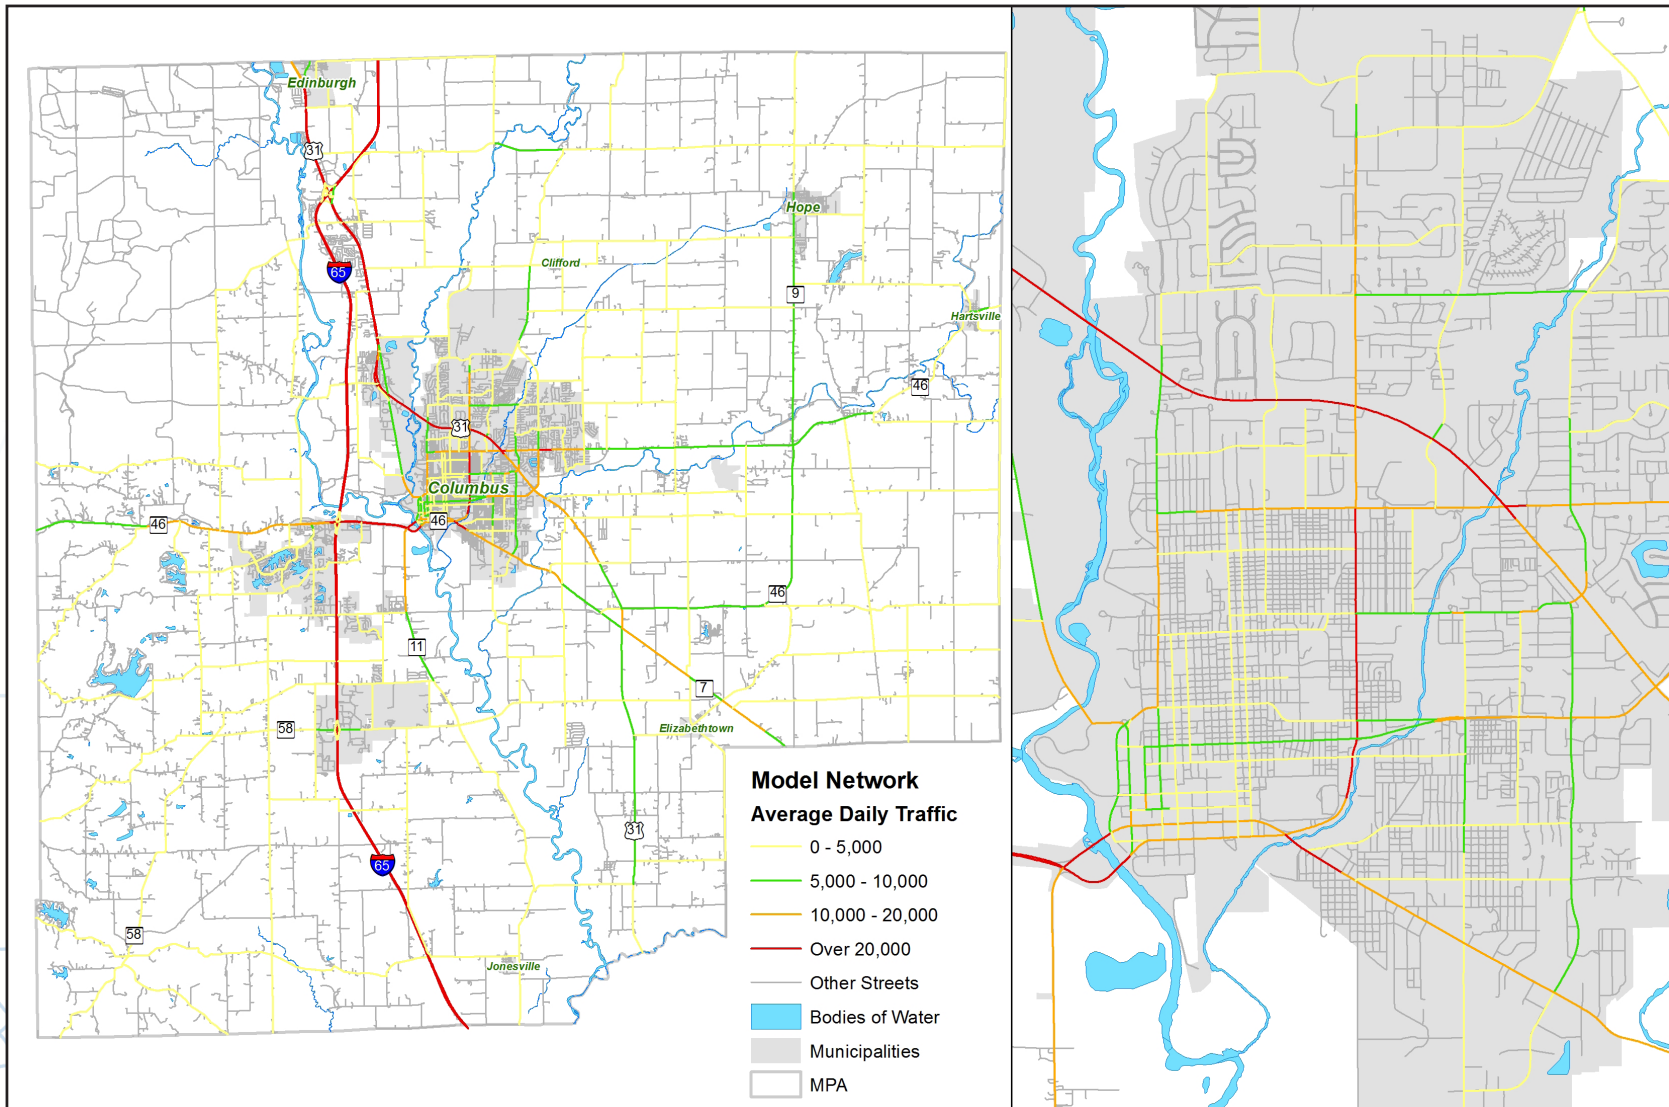 Edinburgh
31
Hope
65
Clifford
9
Hartsville
46
31
Columbus
46
46
46
11
7
58
Elizabethtown
Model Network
Average Daily Traffic
0 - 5,000
31
65
5,000 - 10,000
10,000 - 20,000
58
Over 20,000
Jonesville
Other Streets
Bodies of Water
Municipalities
MPA